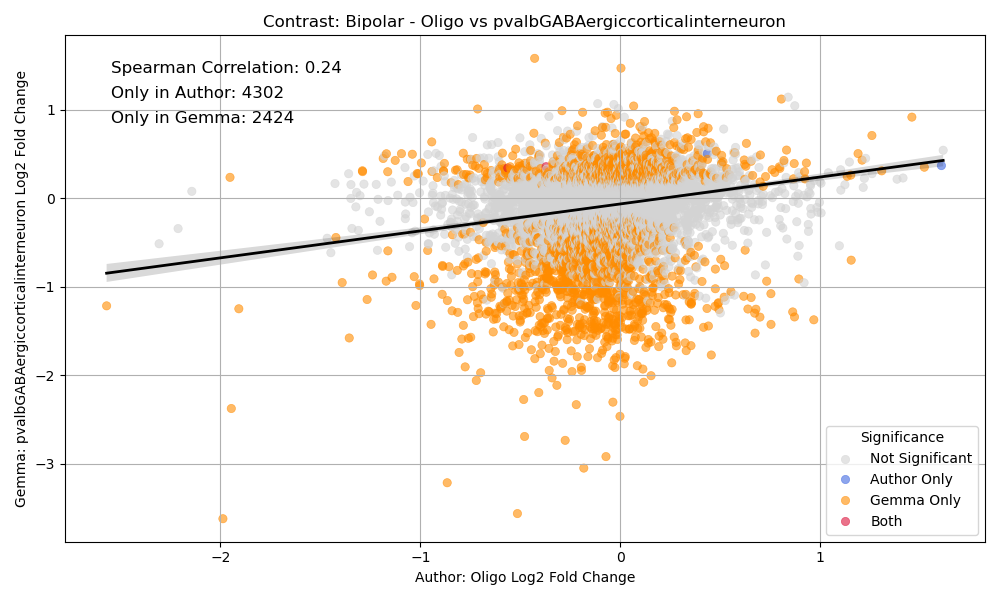 Contrast: Bipolar - Oligo vs pvalbGABAergiccorticalinterneuron
Spearman Correlation: 0.24
Only in Author: 4302
Only in Gemma: 2424
Gemma: pvalbGABAergiccorticalinterneuron Log2 Fold Change
1
0
−1
−2
−3
Significance
Not Significant
Author Only
Gemma Only
Both
−2
−1
0
1
Author: Oligo Log2 Fold Change